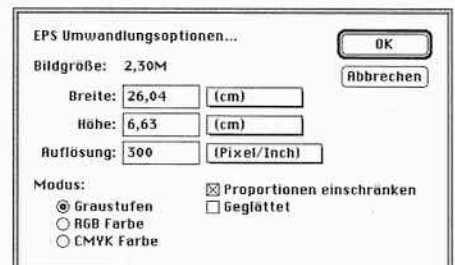 EPS Umwandlungsoptionen...
OK
Bildgröße: 2,30M
Abbrechen
Breite: 26,04 (cm)
Höhe: 6,63 (cm)
Auflösung: 300 (Pixel/Inch)
Modus:
Proportionen einschränken
Graustufen
Geglättet
RGB Farbe
CMYK Farbe